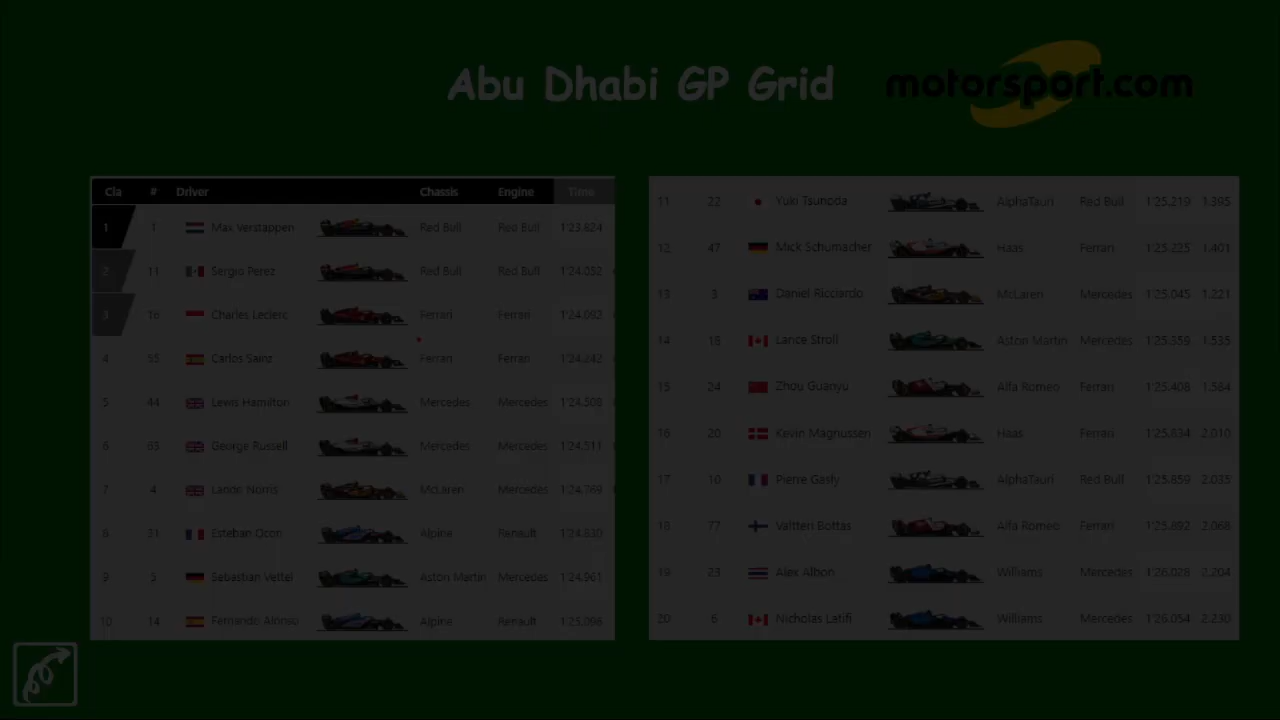 Abu Dhabi GP Grid
motorsport.com
Cla # Driver Chassis Engine Time
1 1 Max Verstappen Red Bull Red Bull 1'23.824
2 11 Sergio Perez Red Bull Red Bull 1'24.052
3 16 Charles Leclerc Ferrari Ferrari 1'24.092
4 55 Carlos Sainz Ferrari Ferrari 1'24.242
5 44 Lewis Hamilton Mercedes Mercedes 1'24.508
6 63 George Russell Mercedes Mercedes 1'24.511
7 4 Lando Norris McLaren Mercedes 1'24.769
8 31 Esteban Ocon Alpine Renault 1'24.830
9 5 Sebastian Vettel Aston Martin Mercedes 1'24.961
10 14 Fernando Alonso Alpine Renault 1'25.096
11 22 Yuki Tsunoda AlphaTauri Red Bull 1'25.219 1.395
12 47 Mick Schumacher Haas Ferrari 1'25.225 1.401
13 3 Daniel Ricciardo McLaren Mercedes 1'25.045 1.221
14 18 Lance Stroll Aston Martin Mercedes 1'25.359 1.535
15 24 Zhou Guanyu Alfa Romeo Ferrari 1'25.408 1.584
16 20 Kevin Magnussen Haas Ferrari 1'25.834 2.010
17 10 Pierre Gasly AlphaTauri Red Bull 1'25.859 2.035
18 77 Valtteri Bottas Alfa Romeo Ferrari 1'25.892 2.068
19 23 Alex Albon Williams Mercedes 1'26.028 2.204
20 6 Nicholas Latifi Williams Mercedes 1'26.054 2.230